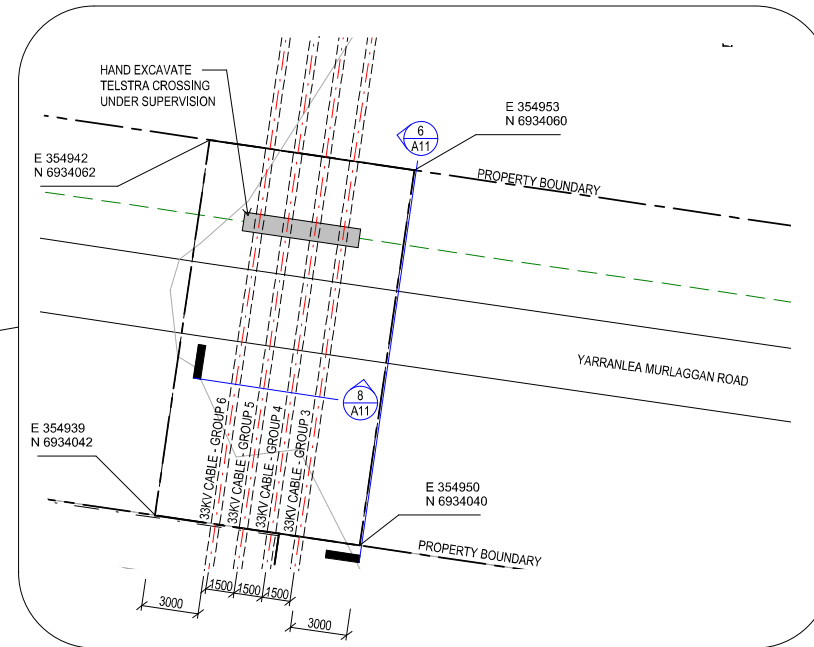 HAND EXCAVATE
TELSTRA CROSSING
UNDER SUPERVISION
E 354953
N 6934060
6
A11
E 354942
N 6934062
PROPERTY BOUNDARY
YARRANLEA MURLAGGAN ROAD
8
A11
33KV CABLE - GROUP 6
33KV CABLE - GROUP 5
33KV CABLE - GROUP 4
33KV CABLE - GROUP 3
E 354939
N 6934042
E 354950
N 6934040
PROPERTY BOUNDARY
1500
1500
1500
3000
3000